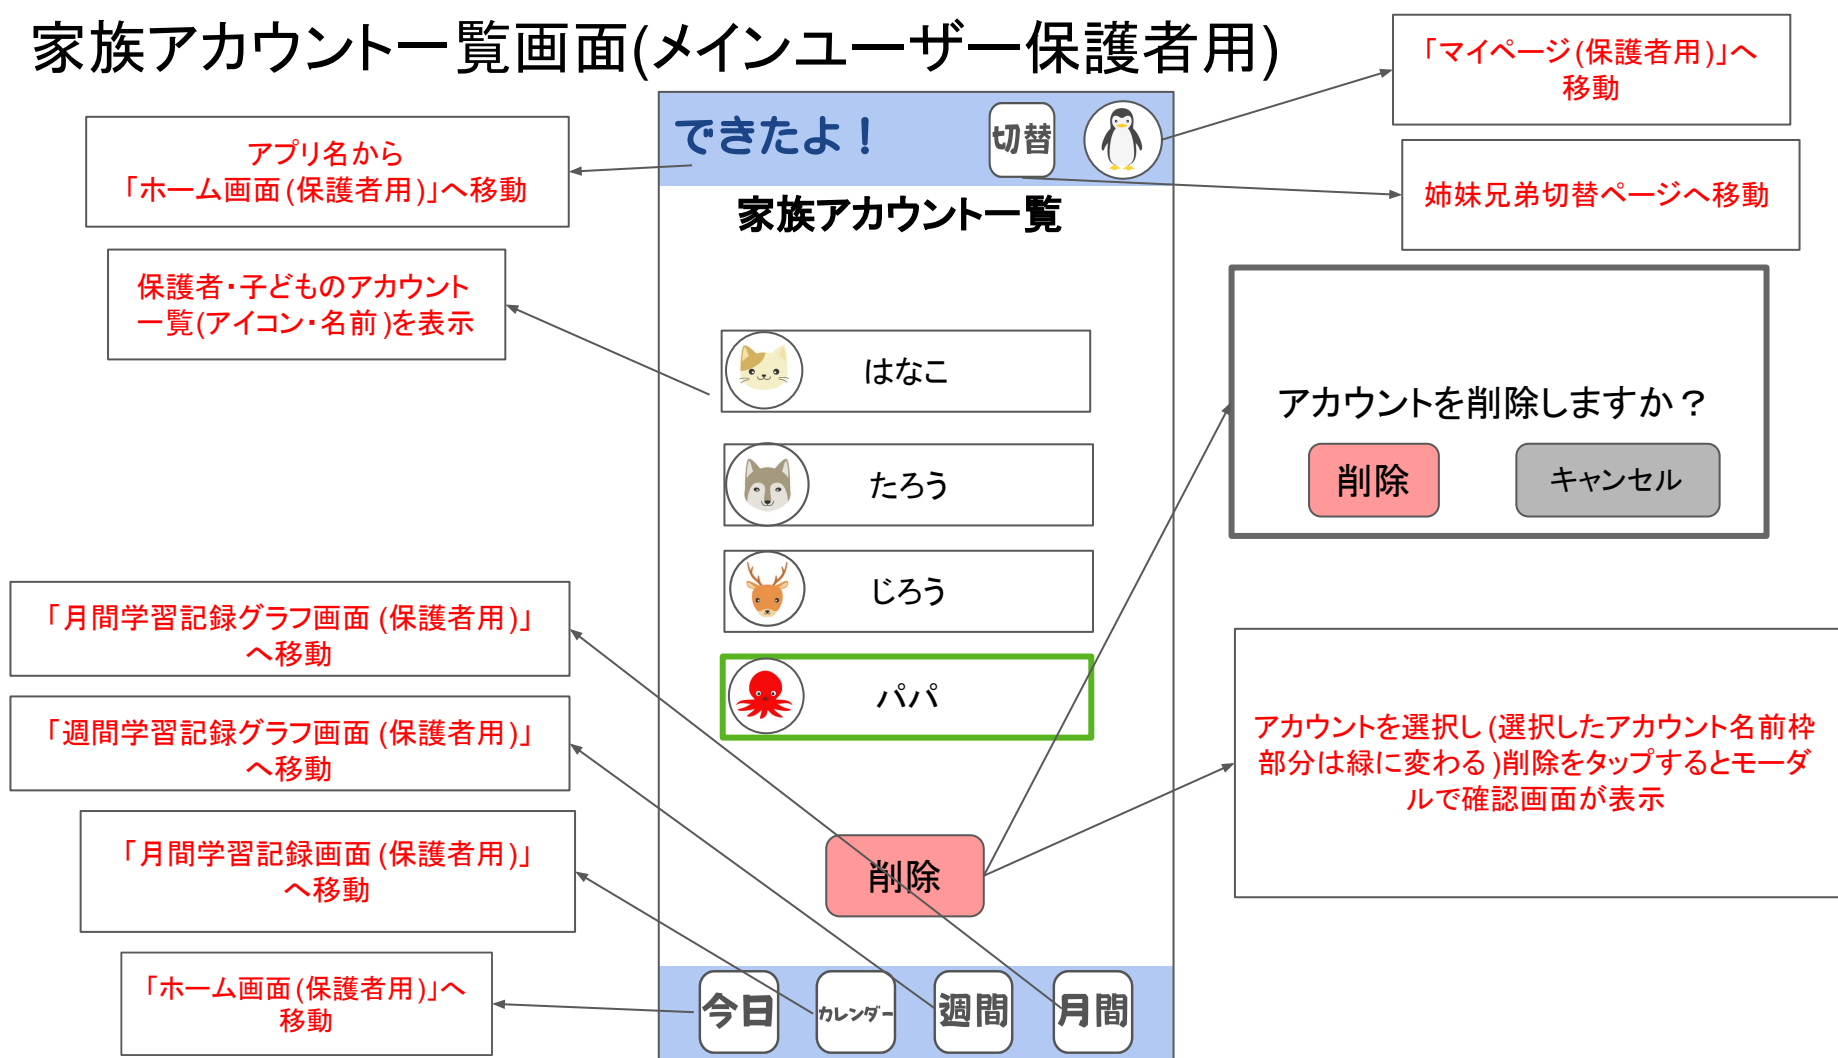 家族アカウント一覧画面(メインユーザー保護者用)
「マイページ(保護者用)」へ
移動
アプリ名から
「ホーム画面(保護者用)」へ移動
できたよ！
切替
姉妹兄弟切替ページへ移動
家族アカウント一覧
保護者・子どものアカウント
一覧(アイコン・名前)を表示
はなこ
たろう
じろう
パパ
アカウントを削除しますか？
削除
キャンセル
「月間学習記録グラフ画面(保護者用)」
へ移動
「週間学習記録グラフ画面(保護者用)」
へ移動
アカウントを選択し(選択したアカウント名前枠
部分は緑に変わる)削除をタップするとモーダ
ルで確認画面が表示
「月間学習記録画面(保護者用)」
へ移動
削除
「ホーム画面(保護者用)」へ
移動
今日
カレンダー
週間
月間